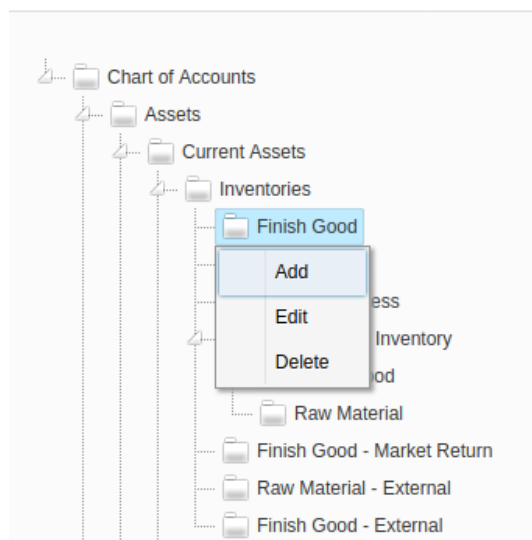 Chart of Accounts
Assets
Current Assets
Inventories
Finish Good
Add
ess
Edit
Inventory
Delete
ood
Raw Material
Finish Good - Market Return
Raw Material - External
Finish Good - External